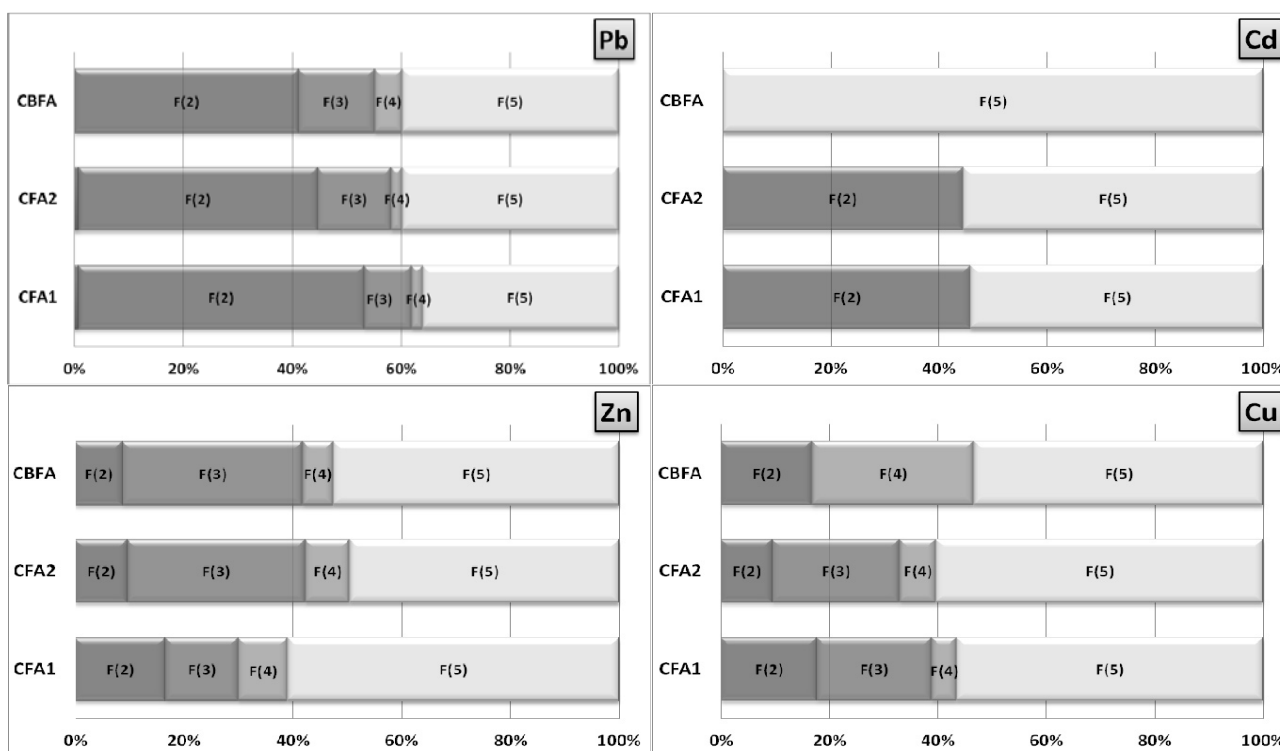 Pb
CBFA F(2) F(3) F(4) F(5)
CFA2 F(2) F(3) F(4) F(5)
CFA1 F(2) F(3) F(4) F(5)
0% 20% 40% 60% 80% 100%
Cd
CBFA F(5)
CFA2 F(2) F(5)
CFA1 F(2) F(5)
0% 20% 40% 60% 80% 100%
Zn
CBFA F(2) F(3) F(4) F(5)
CFA2 F(2) F(3) F(4) F(5)
CFA1 F(2) F(3) F(4) F(5)
0% 20% 40% 60% 80% 100%
Cu
CBFA F(2) F(4) F(5)
CFA2 F(2) F(3) F(4) F(5)
CFA1 F(2) F(3) F(4) F(5)
0% 20% 40% 60% 80% 100%